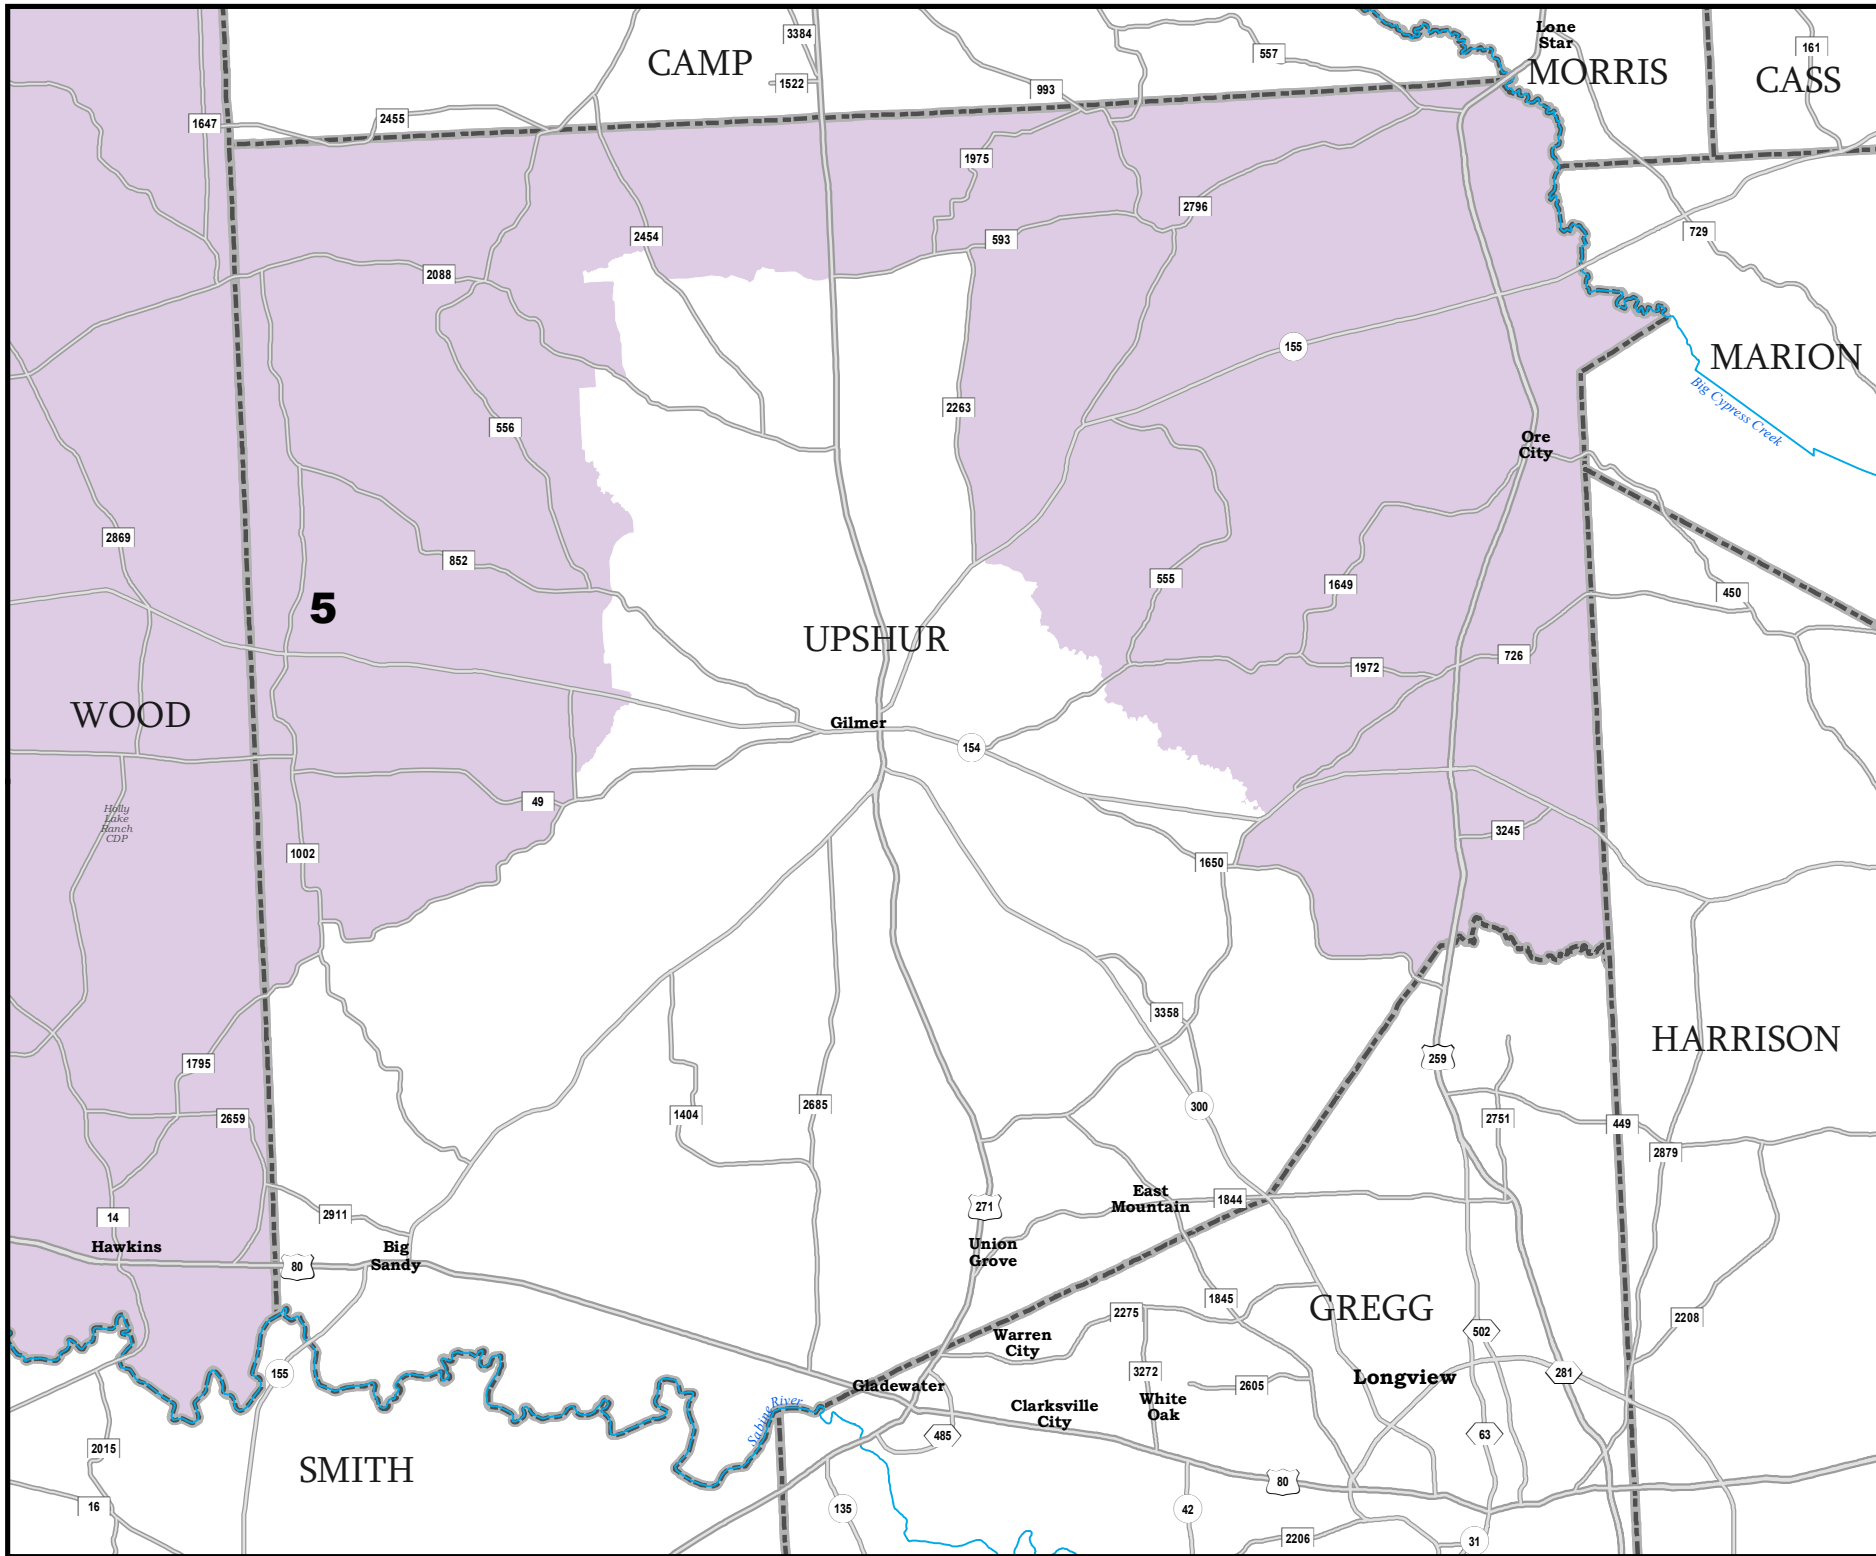 3384
Lone
Star
CAMP
557
161
MORRIS
CASS
1522
993
2455
1647
1975
2796
729
2454
593
2088
155
MARION
Big Cypress Creek
2263
556
Ore
City
2869
852
555
1649
450
5
UPSHUR
726
1972
WOOD
Gilmer
154
49
Holly
Lake
Ranch
CDP
3245
1002
1650
3358
HARRISON
259
1795
300
1404
2685
2659
2751
449
2879
East
Mountain
1844
271
14
2911
Hawkins
Big
Sandy
80
Union
Grove
1845
GREGG
2275
2208
502
Warren
City
155
3272
281
Longview
Gladewater
2605
White
Oak
Clarksville
City
Sabine River
485
63
2015
SMITH
80
16
135
42
2206
31